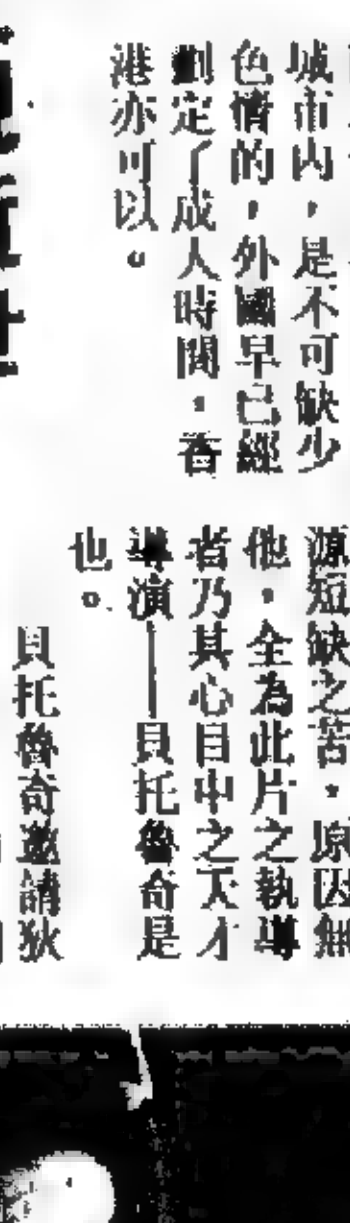 城市內，是不可缺少
色情的，外國早已經
劃定了成人時間，香
港亦可以。
源短缺之苦，原因無
他，全為此片之執導
者乃其心目中之天才
導演——貝托魯奇是
也。
貝托魯奇邀請狄